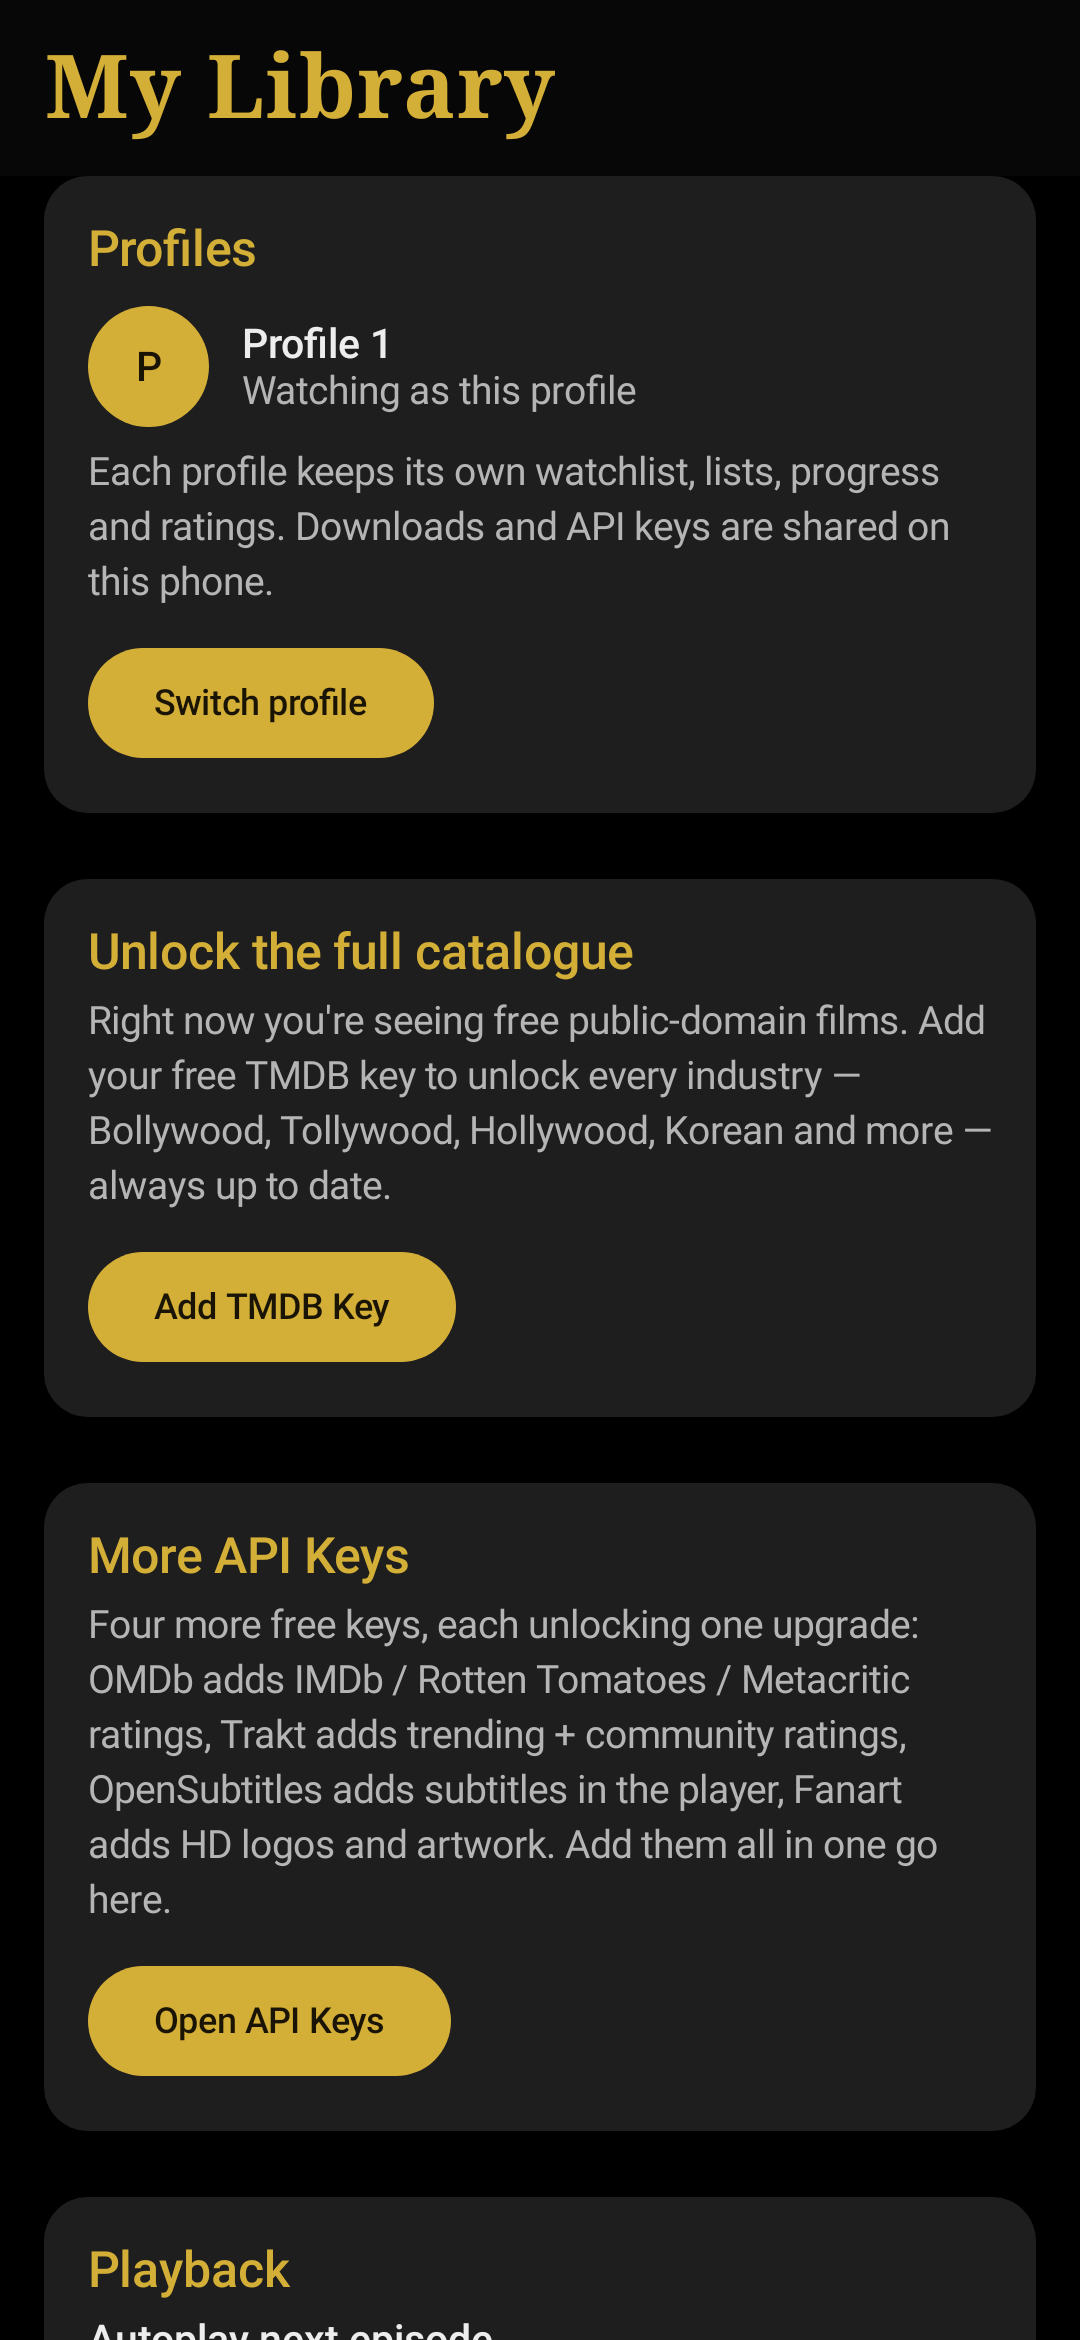 My Library
Profiles
P
Profile 1
Watching as this profile
Each profile keeps its own watchlist, lists, progress
and ratings. Downloads and API keys are shared on
this phone.
Switch profile
Unlock the full catalogue
Right now you're seeing free public-domain films. Add
your free TMDB key to unlock every industry —
Bollywood, Tollywood, Hollywood, Korean and more —
always up to date.
Add TMDB Key
More API Keys
Four more free keys, each unlocking one upgrade:
OMDb adds IMDb / Rotten Tomatoes / Metacritic
ratings, Trakt adds trending + community ratings,
OpenSubtitles adds subtitles in the player, Fanart
adds HD logos and artwork. Add them all in one go
here.
Open API Keys
Playback
Autoplay next episode